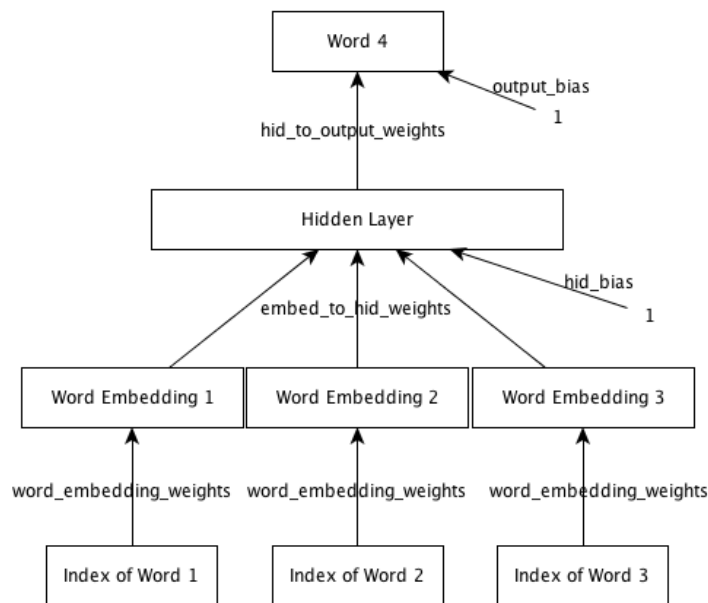 Word 4
output_bias
1
hid_to_output_weights
Hidden Layer
hid_bias
embed_to_hid_weights
1
Word Embedding 1
Word Embedding 2
Word Embedding 3
word_embedding_weights
word_embedding_weights
word_embedding_weights
Index of Word 1
Index of Word 2
Index of Word 3